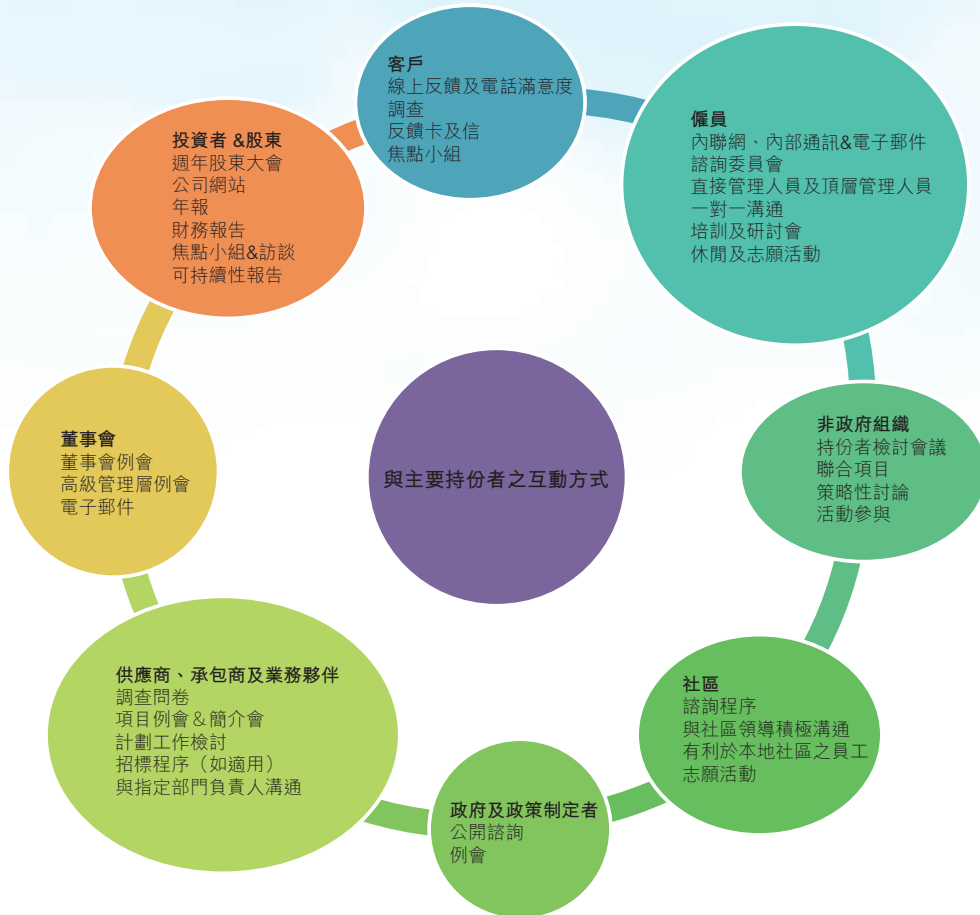 客戶
線上反饋及電話滿意度
調查
反饋卡及信
焦點小組
僱員
內聯網、內部通訊&電子郵件
諮詢委員會
直接管理人員及頂層管理人員
一對一溝通
培訓及研討會
休閒及志願活動
投資者 &股東
週年股東大會
公司網站
年報
財務報告
焦點小組&訪談
可持續性報告
非政府組織
持份者檢討會議
聯合項目
策略性討論
活動參與
董事會
董事會例會
高級管理層例會
電子郵件
與主要持份者之互動方式
供應商、承包商及業務夥伴
調查問卷
項目例會＆簡介會
計劃工作檢討
招標程序（如適用）
與指定部門負責人溝通
社區
諮詢程序
與社區領導積極溝通
有利於本地社區之員工
志願活動
政府及政策制定者
公開諮詢
例會